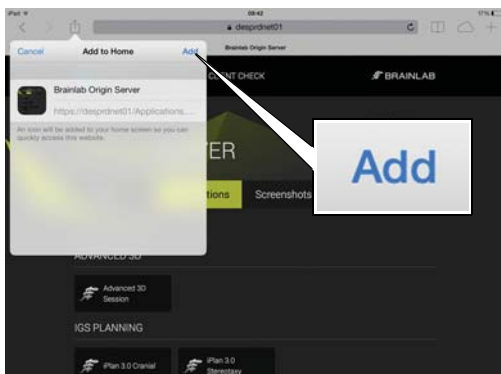 iPad
09:42
17%
desprdnet01
Brainlab Origin Server
Cancel
Add to Home
Add
CLIENT CHECK
BRAINLAB
Brainlab Origin Server
https://desprdnet01/Applications...
An icon will be added to your home screen so you can
quickly access this website.
VER
Add
tions
Screenshots
ADVANCED 3D
Advanced 3D
Session
IGS PLANNING
iPlan 3.0 Cranial
iPlan 3.0
Stereotaxy